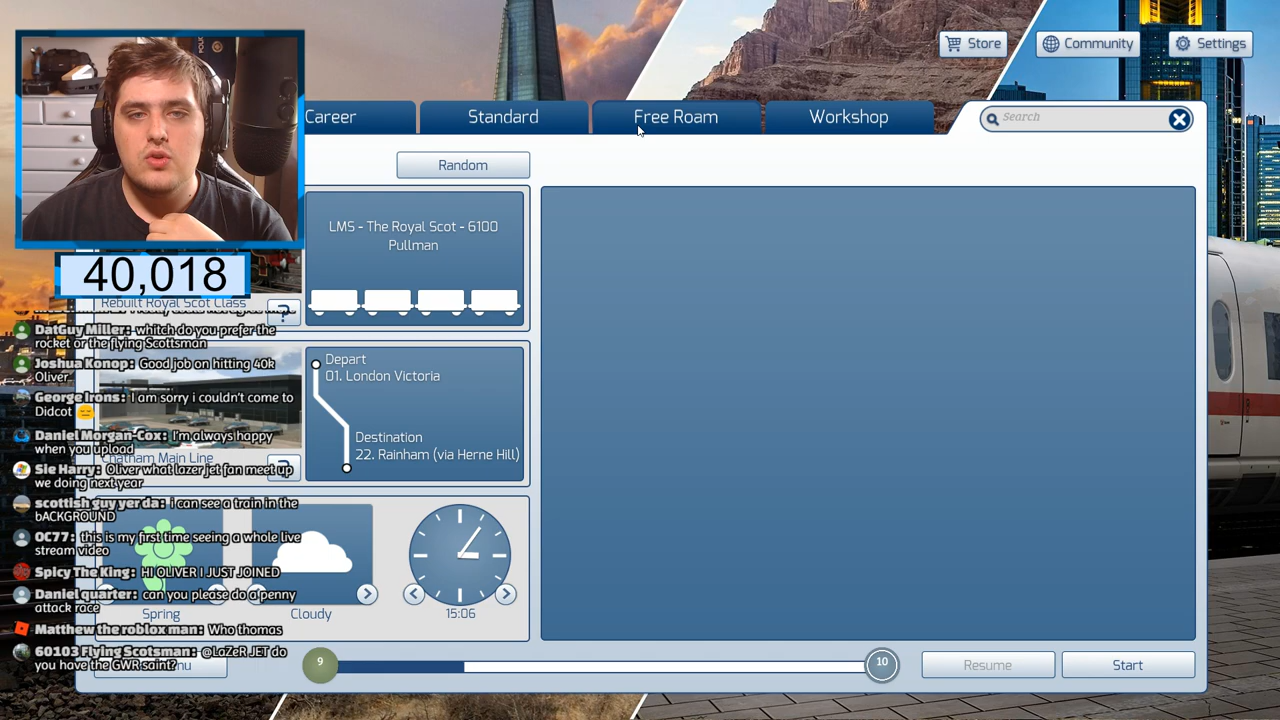 Store
Community
Settings
Career
Standard
Free Roam
Workshop
Search
Random
LMS - The Royal Scot - 6100
Pullman
40,018
Rebuilt Royal Scot Class
?
DatGuy Miller: whitch do you prefer the
rocket or the flying Scottsman
Joshua Konop: Good job on hitting 40k
Oliver
George Irons: I am sorry i couldn't come to
Didcot
Daniel Morgan-Cox: I'm always happy
when you upload
Sie Harry: Oliver what lazer jet fan meet up
we doing next year
scottish guy yer da: i can see a train in the
bACKGROUND
OC77: this is my first time seeing a whole live
stream video
Spicy The King: HI OLIVER I JUST JOINED
Daniel quarter: can you please do a penny
attack race
Matthew the roblox man: Who thomas
60103 Flying Scotsman: @LaZeR JET do
you have the GWR saint?
Depart
01. London Victoria
Destination
22. Rainham (via Herne Hill)
Chatham Main Line
Spring
Cloudy
15:06
9
10
Resume
Start